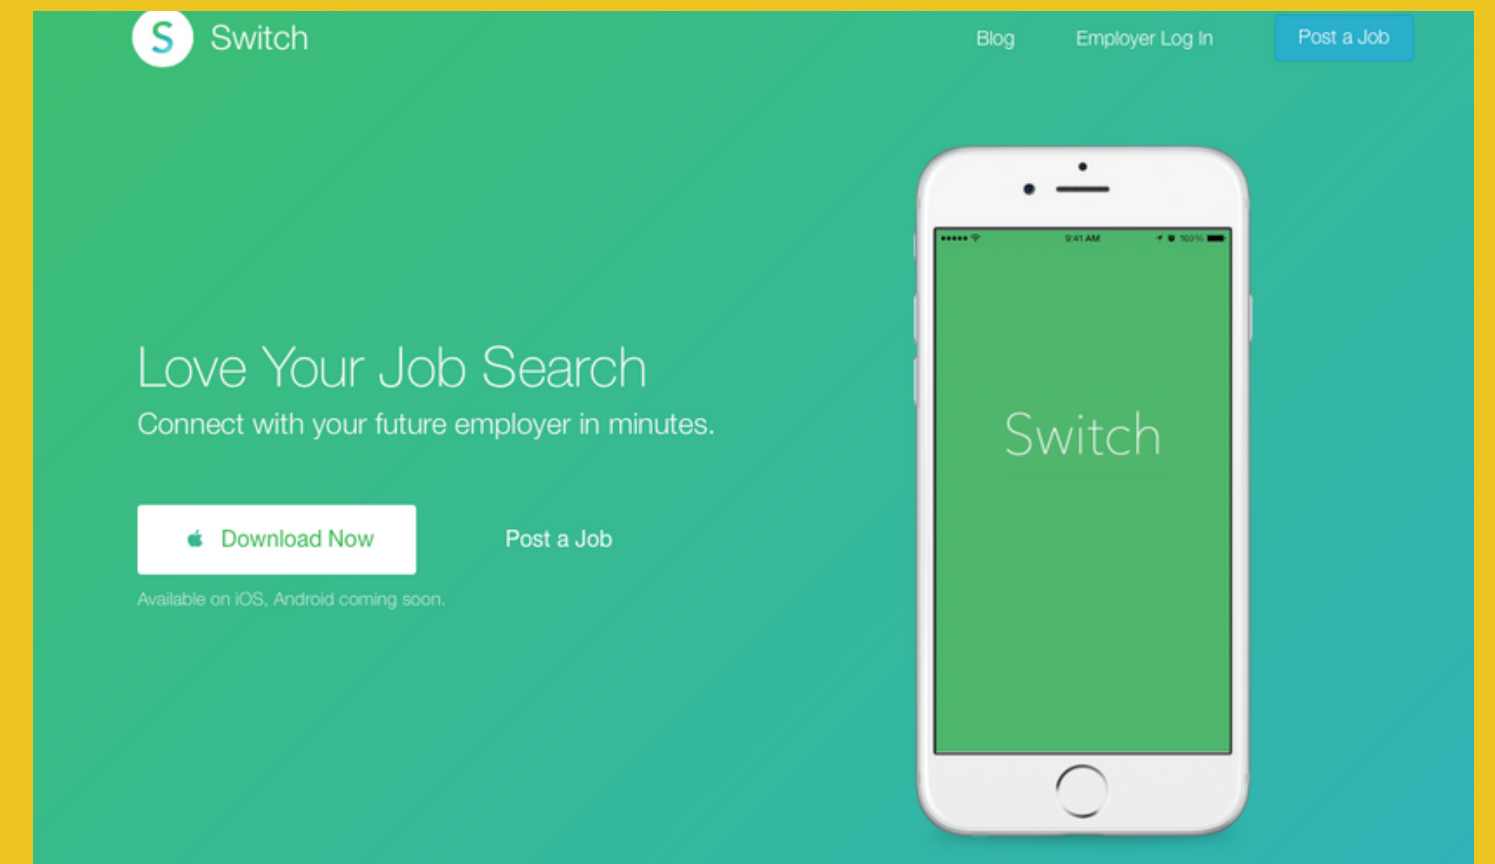 S Switch
Blog
Employer Log In
Post a Job
9:41 AM
100%
Switch
Love Your Job Search
Connect with your future employer in minutes.
Download Now
Post a Job
Available on iOS, Android coming soon.